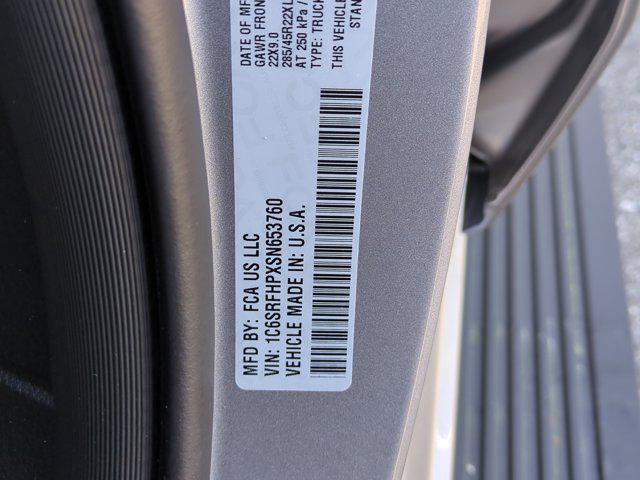 DATE OF MF
GAWR FRON
22X9.0
285/45R22XL
AT 250 kPa /
TYPE: TRUCK
THIS VEHICLE
STAN
MFD BY: FCA US LLC
VIN: 1C6SRFHPXSN653760
VEHICLE MADE IN: U.S.A.